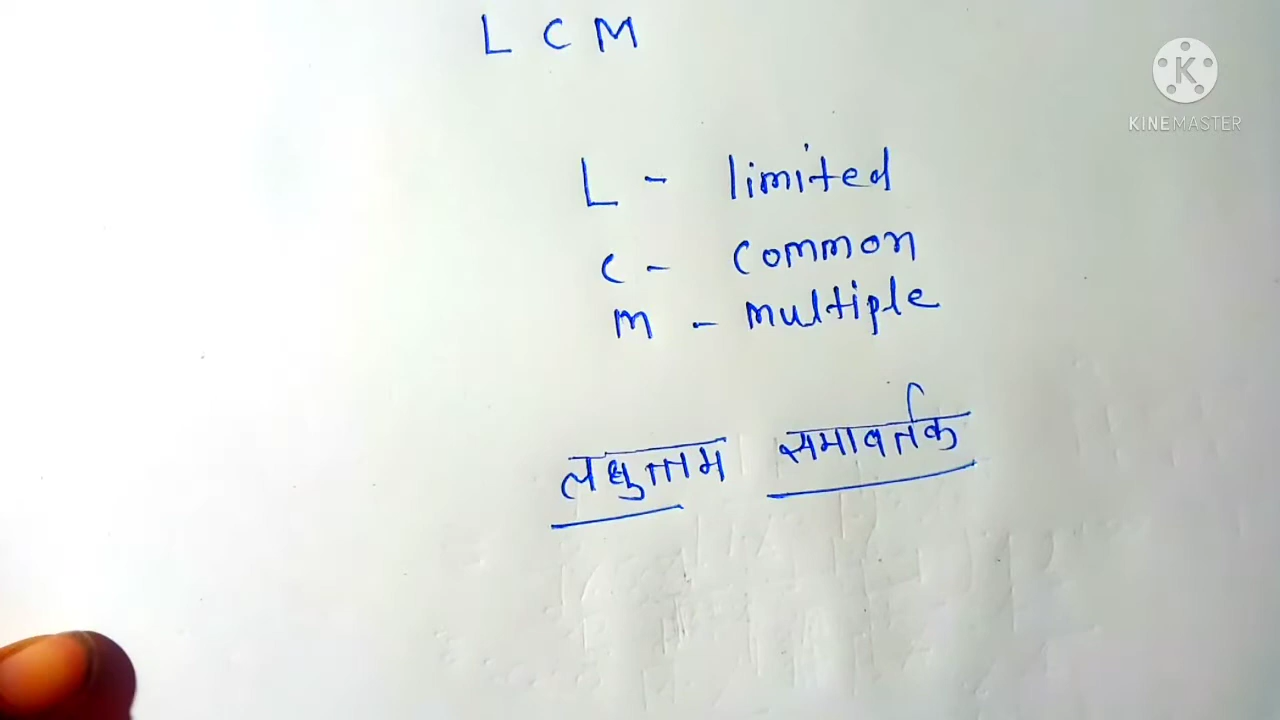 L C M
KINEMASTER
L - limited
C - common
m - multiple
लघुत्तम समावर्तक